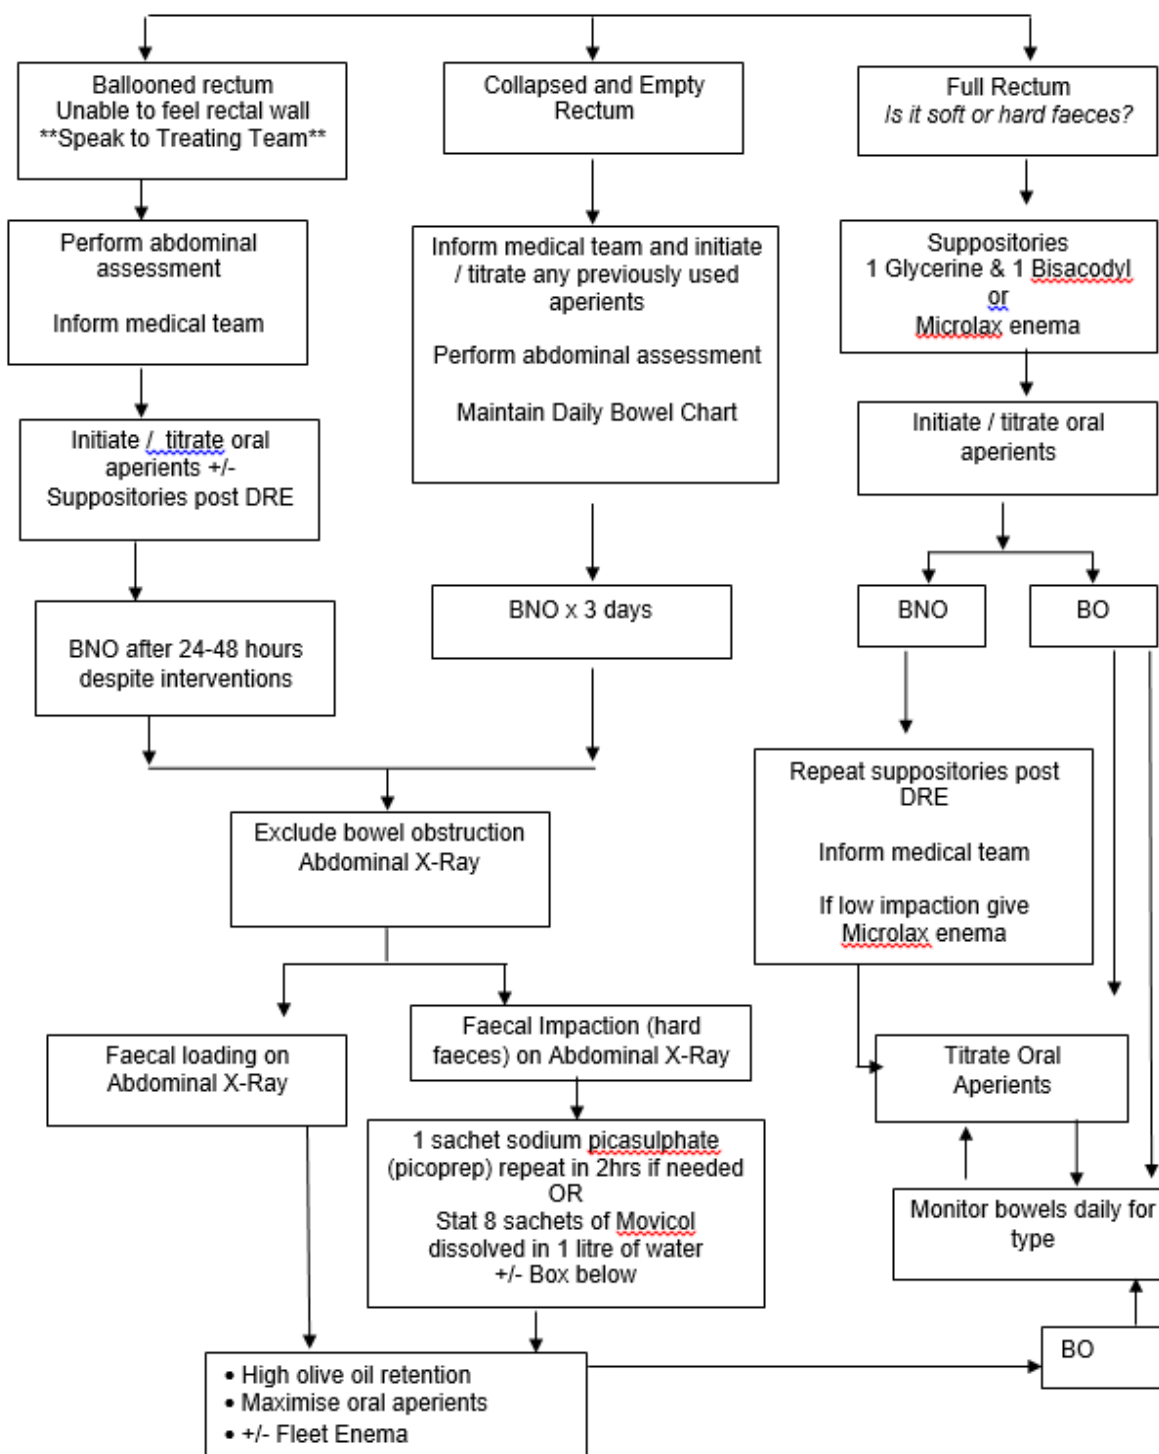 Ballooned rectum
Unable to feel rectal wall
**Speak to Treating Team**
Collapsed and Empty
Rectum
Full Rectum
Is it soft or hard faeces?
Perform abdominal
assessment
Inform medical team
Inform medical team and initiate
/ titrate any previously used
aperients
Perform abdominal assessment
Maintain Daily Bowel Chart
Suppositories
1 Glycerine & 1 Bisacodyl
or
Microlax enema
Initiate / titrate oral
aperients +/-
Suppositories post DRE
Initiate / titrate oral
aperients
BNO after 24-48 hours
despite interventions
BNO x 3 days
BNO
BO
Repeat suppositories post
DRE
Inform medical team
If low impaction give
Microlax enema
Exclude bowel obstruction
Abdominal X-Ray
Faecal loading on
Abdominal X-Ray
Faecal Impaction (hard
faeces) on Abdominal X-Ray
Titrate Oral
Aperients
1 sachet sodium picasulphate
(picoprep) repeat in 2hrs if needed
OR
Stat 8 sachets of Movicol
dissolved in 1 litre of water
+/- Box below
Monitor bowels daily for
type
• High olive oil retention
• Maximise oral aperients
• +/- Fleet Enema
BO